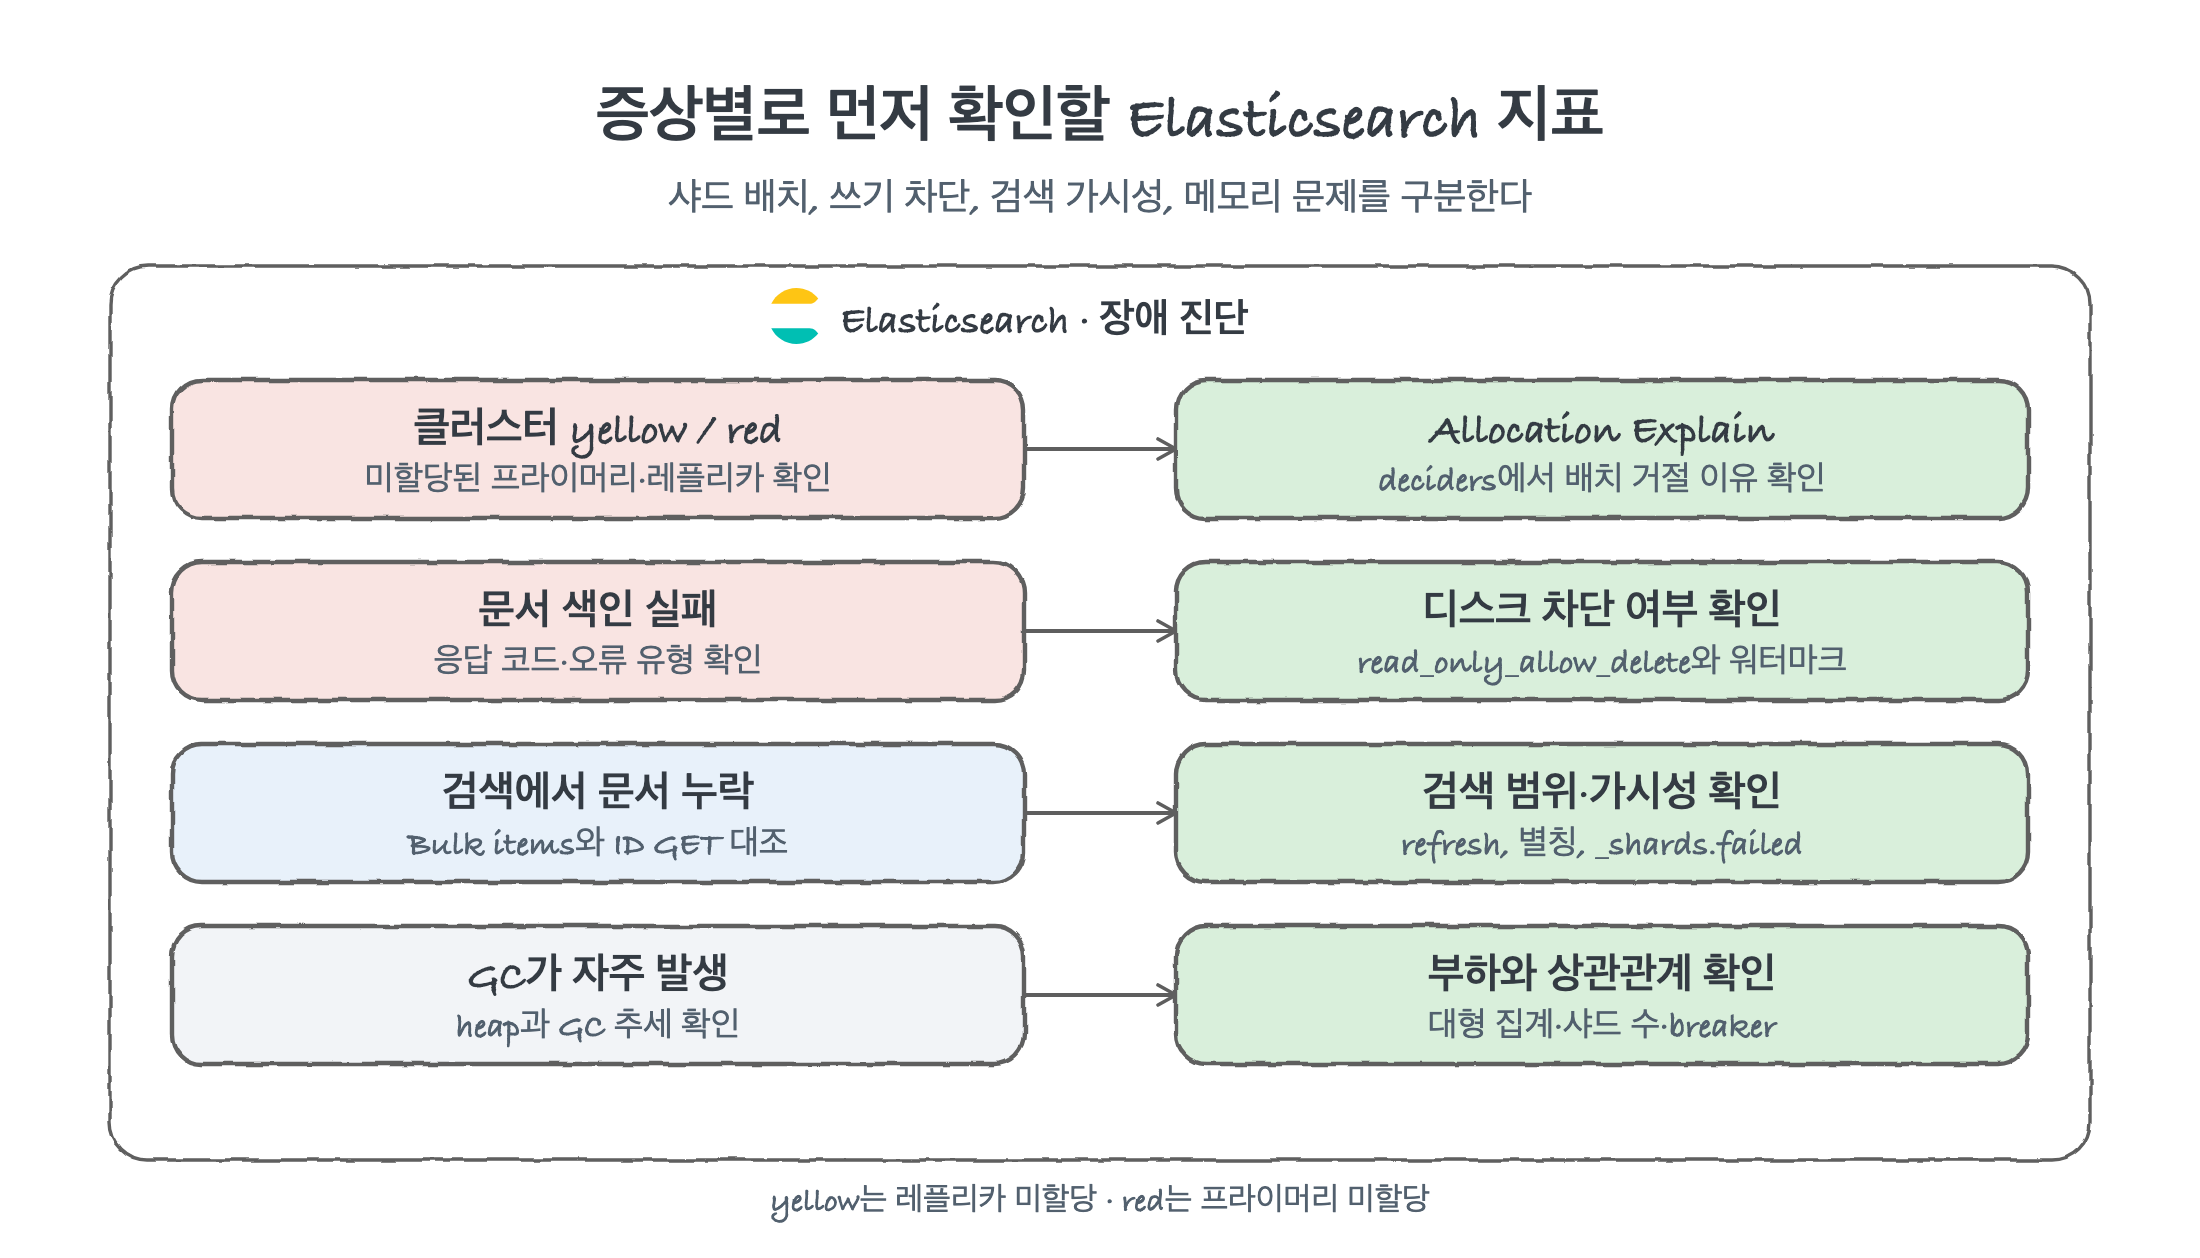 증상별로 먼저 확인할 Elasticsearch 지표
샤드 배치, 쓰기 차단, 검색 가시성, 메모리 문제를 구분한다
Elasticsearch · 장애 진단
클러스터 yellow / red
미할당된 프라이머리·레플리카 확인
Allocation Explain
deciders에서 배치 거절 이유 확인
문서 색인 실패
응답 코드·오류 유형 확인
디스크 차단 여부 확인
read_only_allow_delete와 워터마크
검색에서 문서 누락
Bulk items와 ID GET 대조
검색 범위·가시성 확인
refresh, 별칭, _shards.failed
GC가 자주 발생
heap과 GC 추세 확인
부하와 상관관계 확인
대형 집계·샤드 수·breaker
yellow는 레플리카 미할당 · red는 프라이머리 미할당